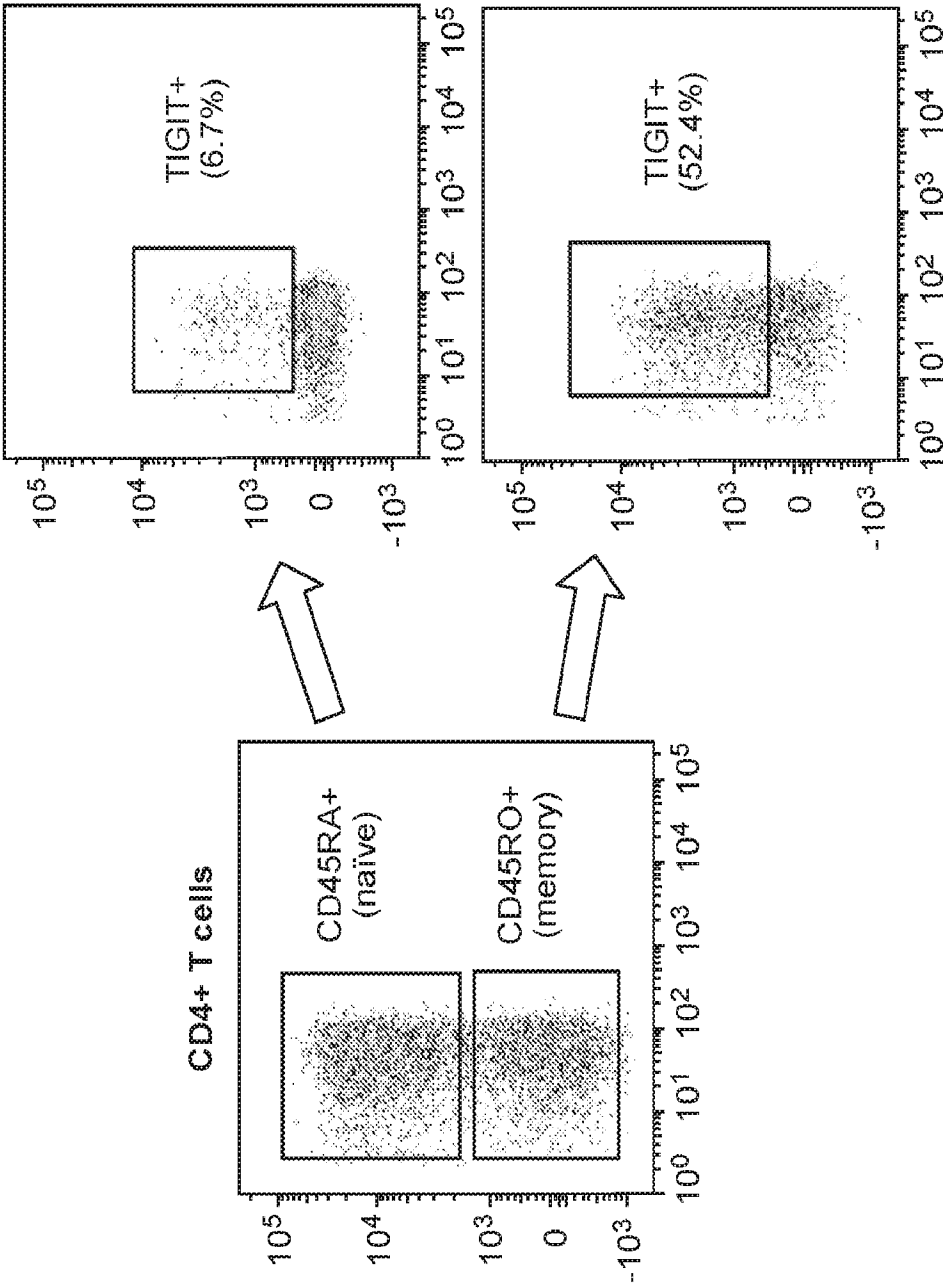 CD4+ T cells
10⁵
10⁴
10³
0
-10³
CD45RA+
(naïve)
CD45RO+
(memory)
10⁰ 10¹ 10² 10³ 10⁴ 10⁵
10⁵
10⁴
10³
0
-10³
TIGIT+
(6.7%)
10⁰ 10¹ 10² 10³ 10⁴ 10⁵
10⁵
10⁴
10³
0
-10³
TIGIT+
(52.4%)
10⁰ 10¹ 10² 10³ 10⁴ 10⁵